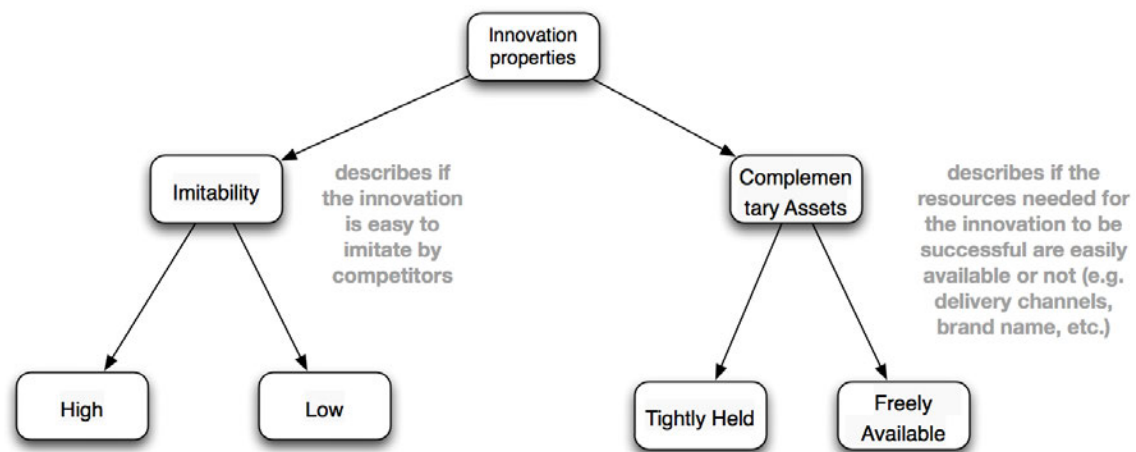 Innovation
properties
Imitability
describes if
the innovation
is easy to
imitate by
competitors
Complemen
tary Assets
describes if the
resources needed for
the innovation to be
successful are easily
available or not (e.g.
delivery channels,
brand name, etc.)
High
Low
Tightly Held
Freely
Available